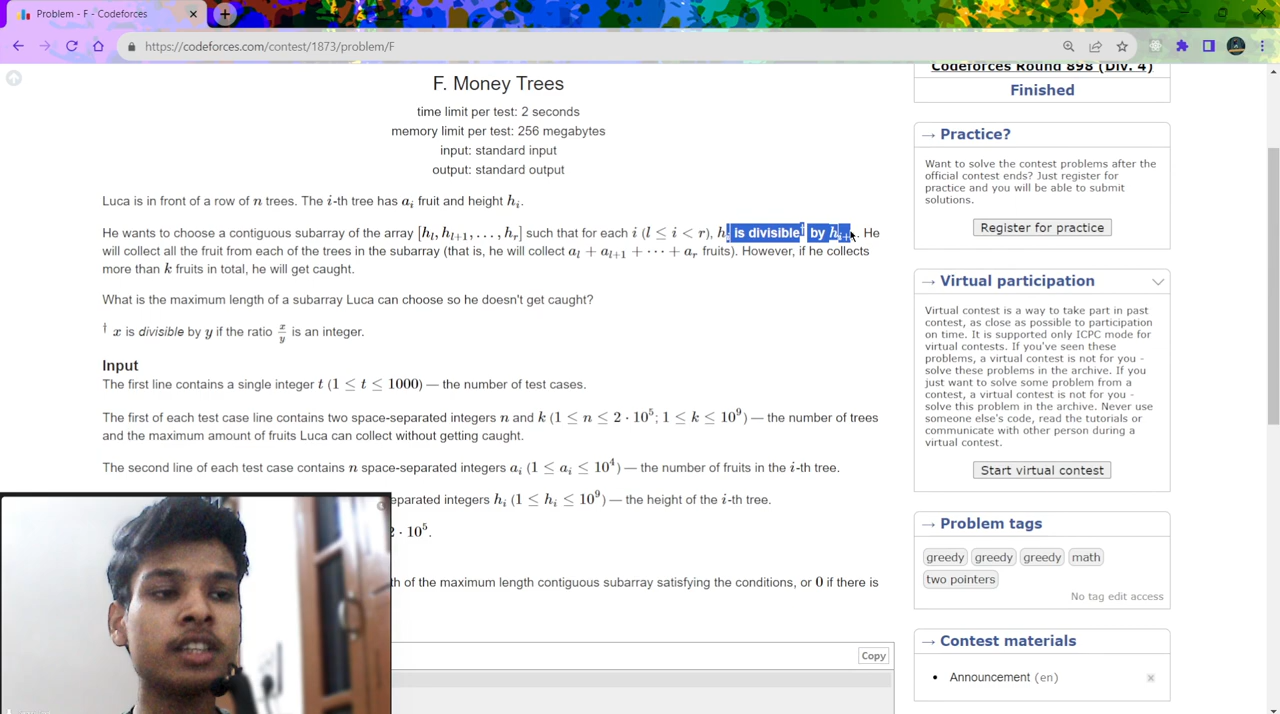 Problem - F - Codeforces
https://codeforces.com/contest/1873/problem/F
F. Money Trees
time limit per test: 2 seconds
memory limit per test: 256 megabytes
input: standard input
output: standard output
Luca is in front of a row of n trees. The i-th tree has a_i fruit and height h_i.
He wants to choose a contiguous subarray of the array [h_l, h_{l+1}, …, h_r] such that for each i (l ≤ i < r), h_i is divisible† by h_{i+1}. He
will collect all the fruit from each of the trees in the subarray (that is, he will collect a_l + a_{l+1} + ⋯ + a_r fruits). However, if he collects
more than k fruits in total, he will get caught.
What is the maximum length of a subarray Luca can choose so he doesn't get caught?
† x is divisible by y if the ratio x/y is an integer.
Input
The first line contains a single integer t (1 ≤ t ≤ 1000) — the number of test cases.
The first of each test case line contains two space-separated integers n and k (1 ≤ n ≤ 2 · 10^5; 1 ≤ k ≤ 10^9) — the number of trees
and the maximum amount of fruits Luca can collect without getting caught.
The second line of each test case contains n space-separated integers a_i (1 ≤ a_i ≤ 10^4) — the number of fruits in the i-th tree.
eparated integers h_i (1 ≤ h_i ≤ 10^9) — the height of the i-th tree.
2 · 10^5.
th of the maximum length contiguous subarray satisfying the conditions, or 0 if there is
Copy
Codeforces Round 898 (Div. 4)
Finished
→ Practice?
Want to solve the contest problems after the
official contest ends? Just register for
practice and you will be able to submit
solutions.
Register for practice
→ Virtual participation
Virtual contest is a way to take part in past
contest, as close as possible to participation
on time. It is supported only ICPC mode for
virtual contests. If you've seen these
problems, a virtual contest is not for you -
solve these problems in the archive. If you
just want to solve some problem from a
contest, a virtual contest is not for you -
solve this problem in the archive. Never use
someone else's code, read the tutorials or
communicate with other person during a
virtual contest.
Start virtual contest
→ Problem tags
greedy greedy greedy math
two pointers
No tag edit access
→ Contest materials
Announcement (en)